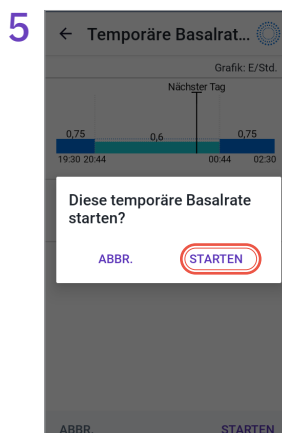 5
← Temporäre Basalrat...
Grafik: E/Std.
Nächster Tag
0,75 0,6 0,75
19:30 20:44 00:44 02:30
Diese temporäre Basalrate
starten?
ABBR. STARTEN
ABBR. STARTEN